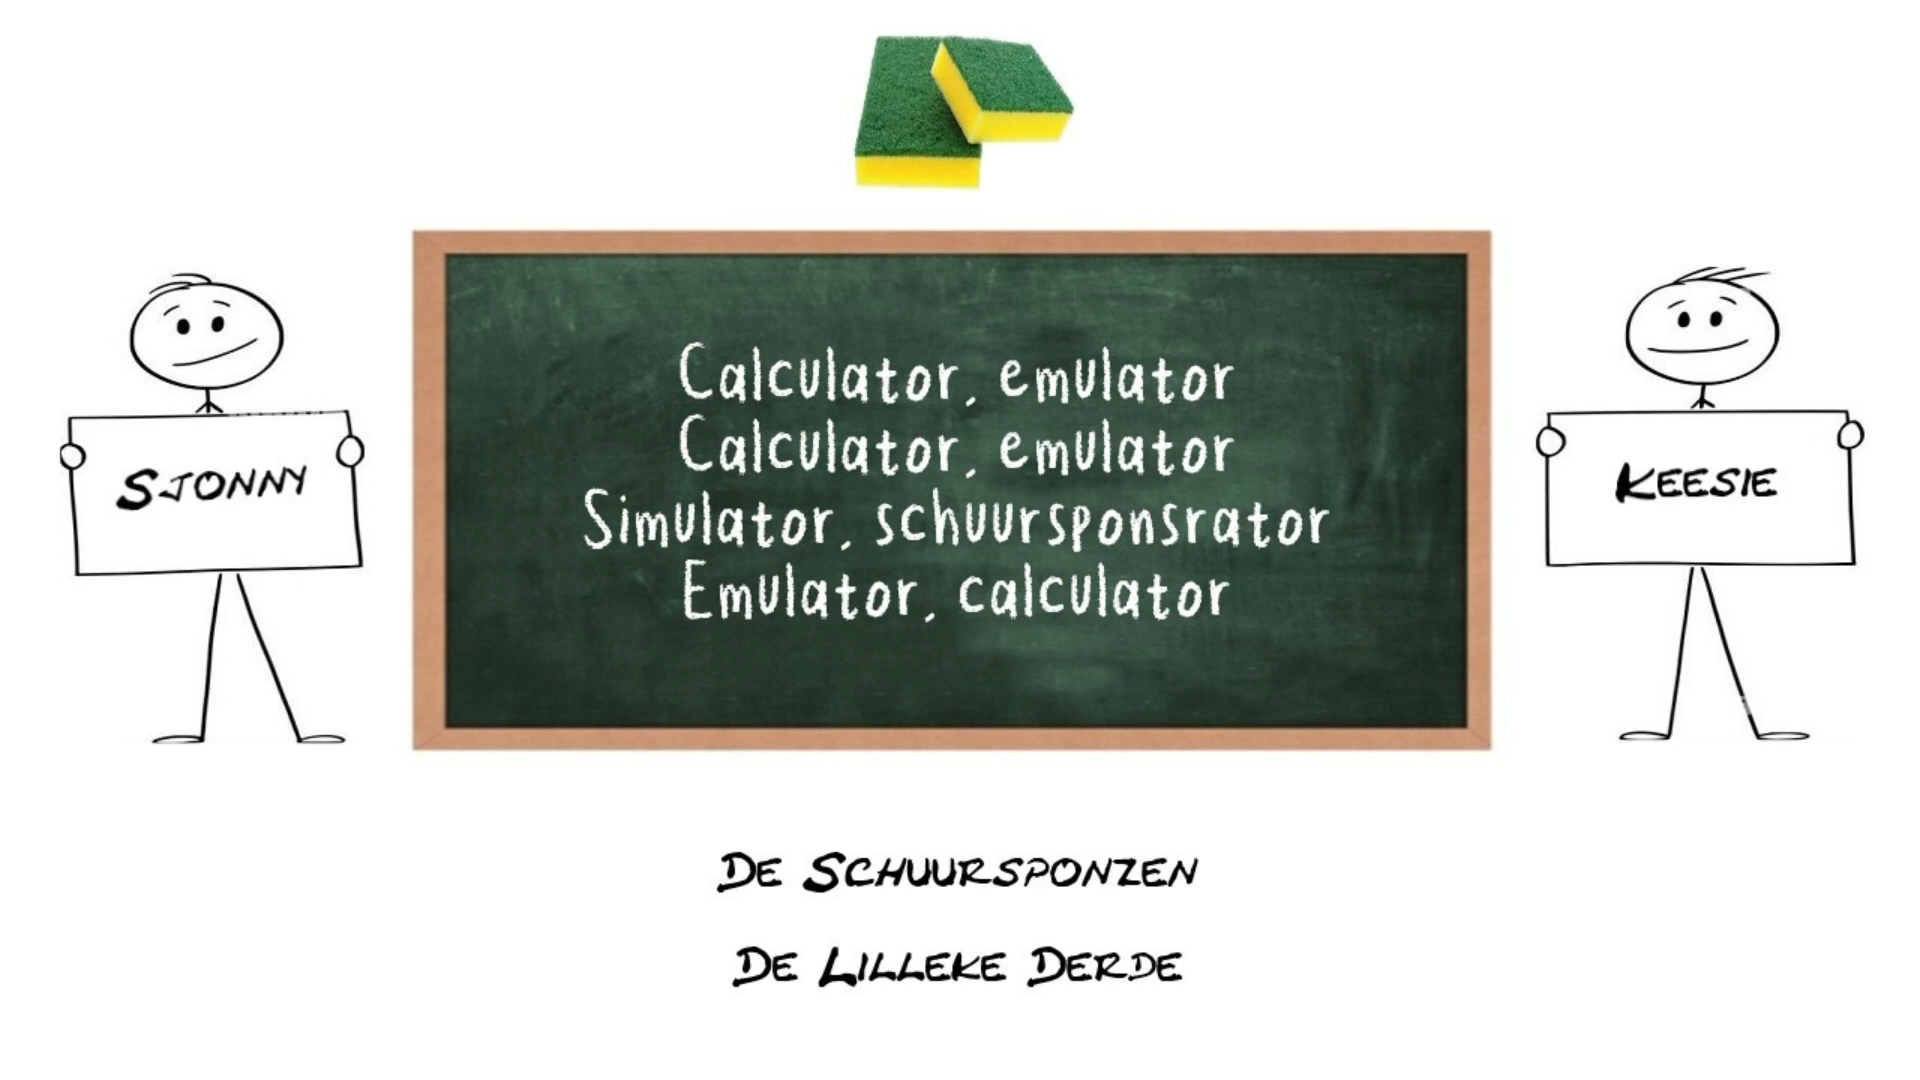 Calculator, emulator
Calculator, emulator
Simulator, schuursponsrator
Emulator, calculator
SJONNY
KEESIE
DE SCHUURSPONZEN
DE LILLEKE DERDE